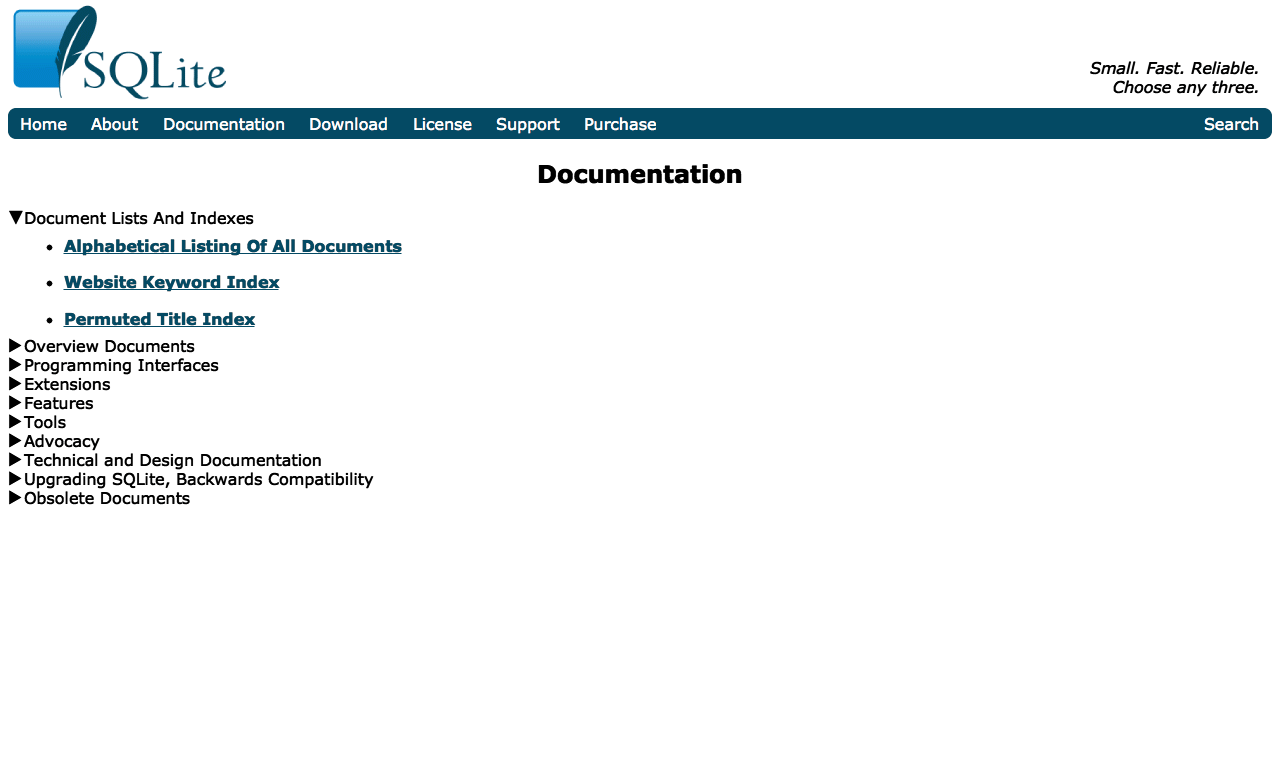 SQLite
Small. Fast. Reliable.
Choose any three.
Home About Documentation Download License Support Purchase Search
Documentation
▼Document Lists And Indexes
• Alphabetical Listing Of All Documents
• Website Keyword Index
• Permuted Title Index
►Overview Documents
►Programming Interfaces
►Extensions
►Features
►Tools
►Advocacy
►Technical and Design Documentation
►Upgrading SQLite, Backwards Compatibility
►Obsolete Documents